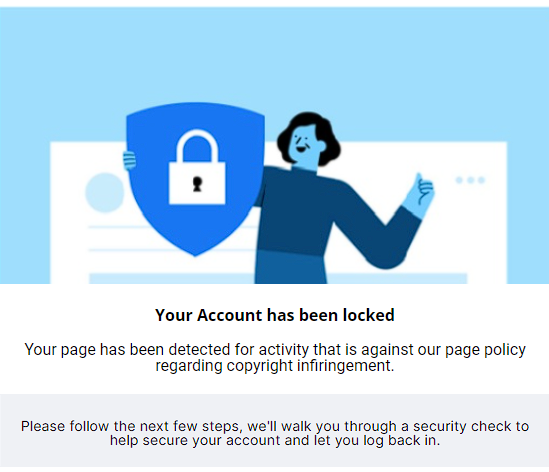 Your Account has been locked
Your page has been detected for activity that is against our page policy
regarding copyright infiringement.
Please follow the next few steps, we'll walk you through a security check to
help secure your account and let you log back in.